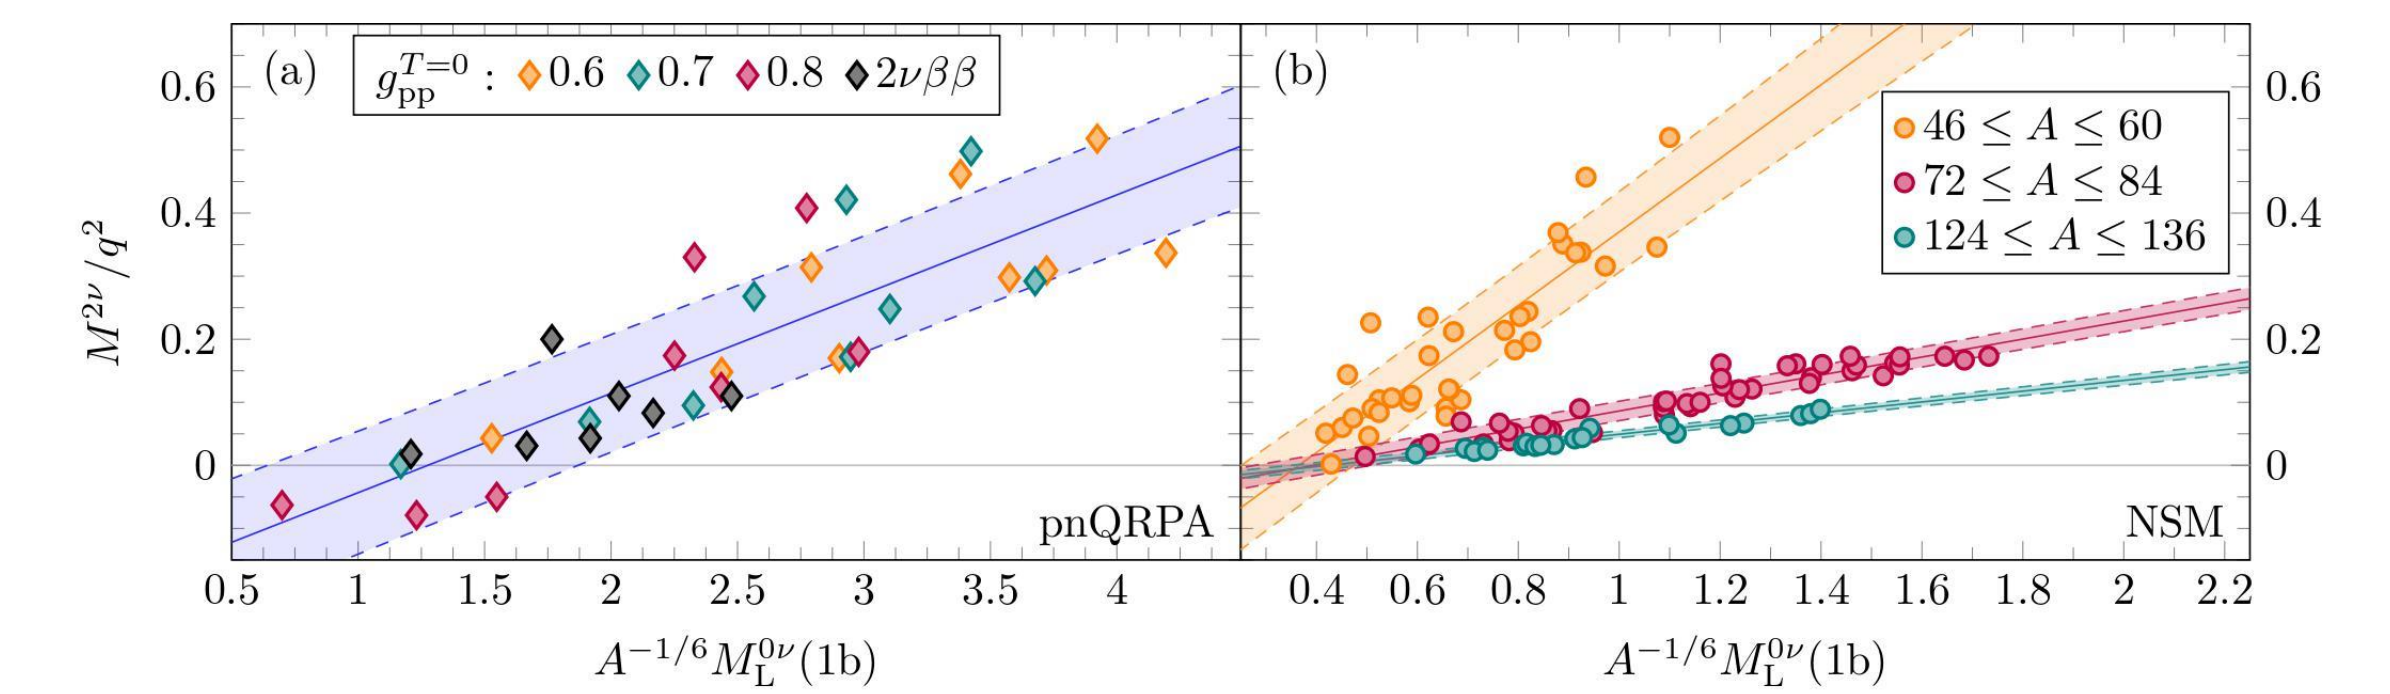 (a)
g_pp^{T=0} : 0.6 0.7 0.8 2νββ
(b)
46 ≤ A ≤ 60
72 ≤ A ≤ 84
124 ≤ A ≤ 136
0.6
0.4
0.2
0
M^{2ν}/q^2
0.6
0.4
0.2
0
pnQRPA
NSM
0.5 1 1.5 2 2.5 3 3.5 4
0.4 0.6 0.8 1 1.2 1.4 1.6 1.8 2 2.2
A^{-1/6}M_L^{0ν}(1b)
A^{-1/6}M_L^{0ν}(1b)